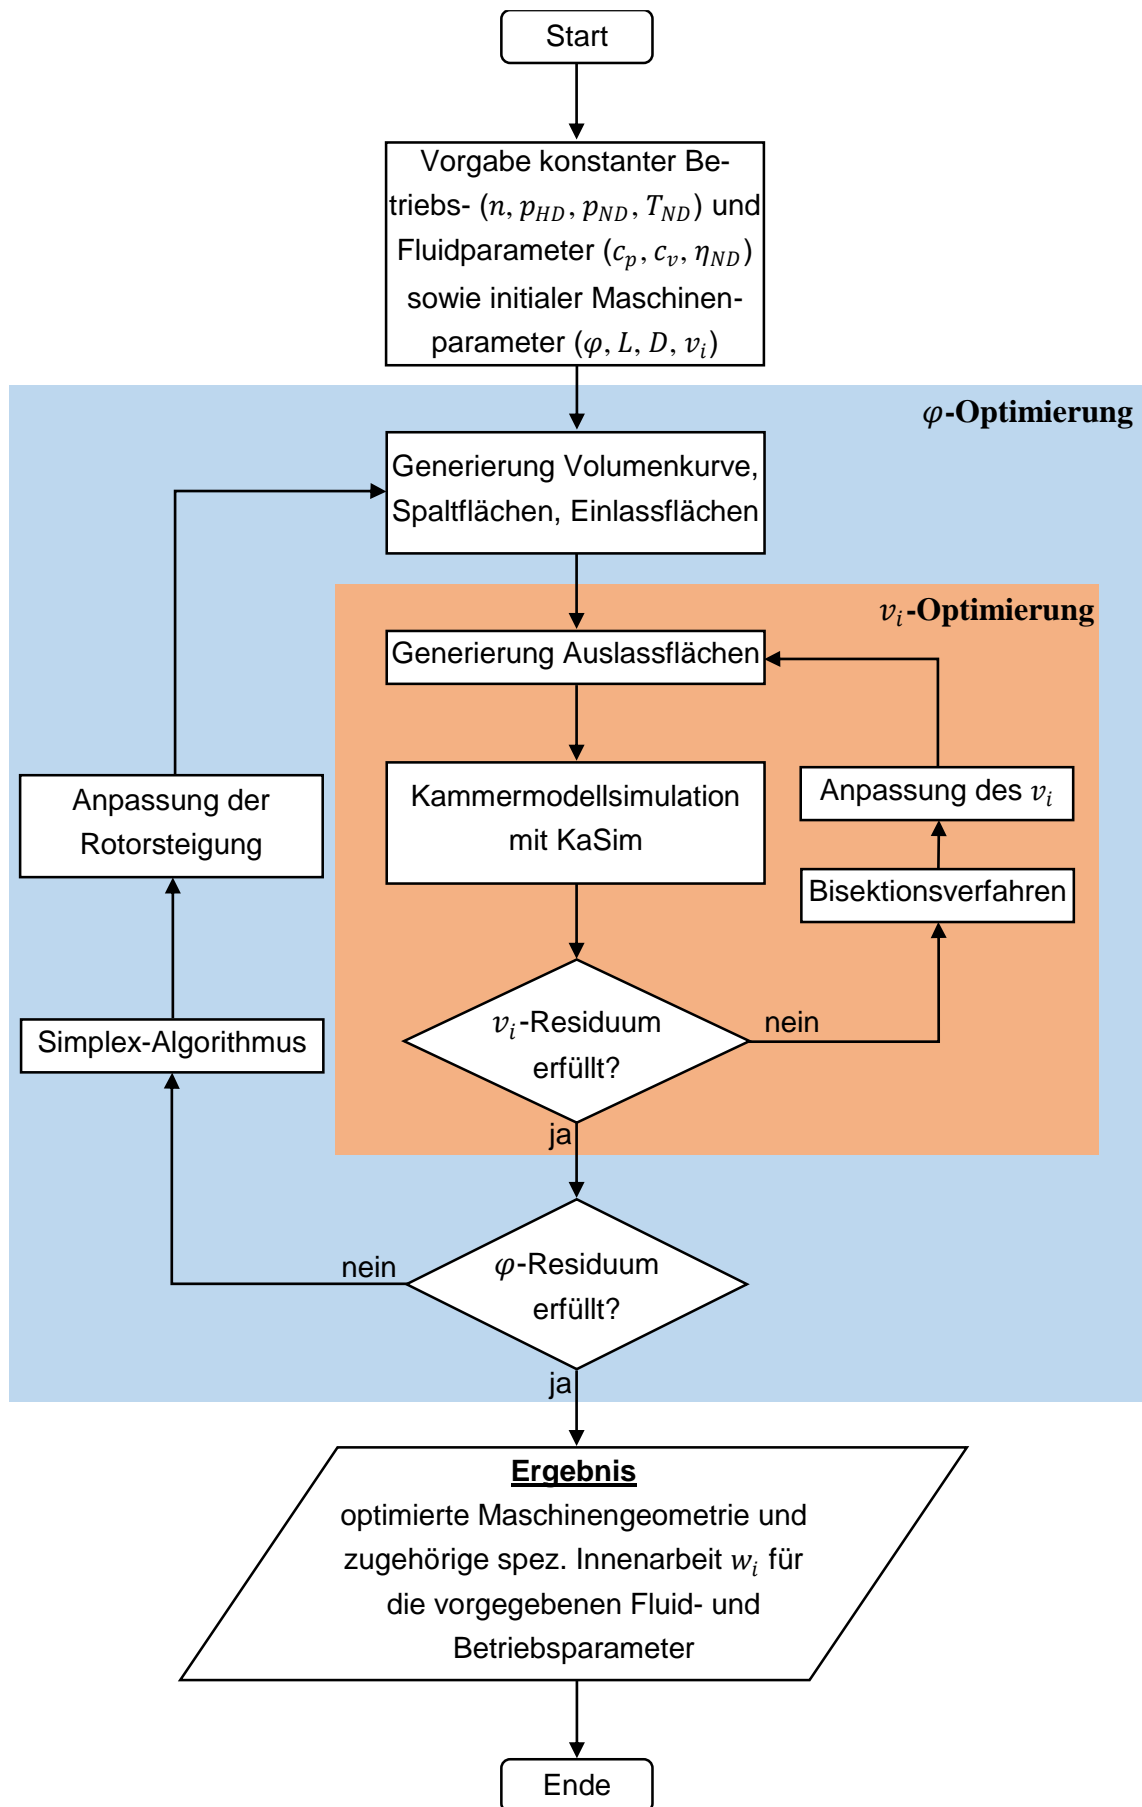 Start
Vorgabe konstanter Be-
triebs- (n, p_HD, p_ND, T_ND) und
Fluidparameter (c_p, c_v, η_ND)
sowie initialer Maschinen-
parameter (φ, L, D, v_i)
φ-Optimierung
Generierung Volumenkurve,
Spaltflächen, Einlassflächen
v_i-Optimierung
Generierung Auslassflächen
Kammermodellsimulation
mit KaSim
Anpassung des v_i
Bisektionsverfahren
Anpassung der
Rotorsteigung
Simplex-Algorithmus
v_i-Residuum
erfüllt?
nein
ja
φ-Residuum
erfüllt?
nein
ja
Ergebnis
optimierte Maschinengeometrie und
zugehörige spez. Innenarbeit w_i für
die vorgegebenen Fluid- und
Betriebsparameter
Ende